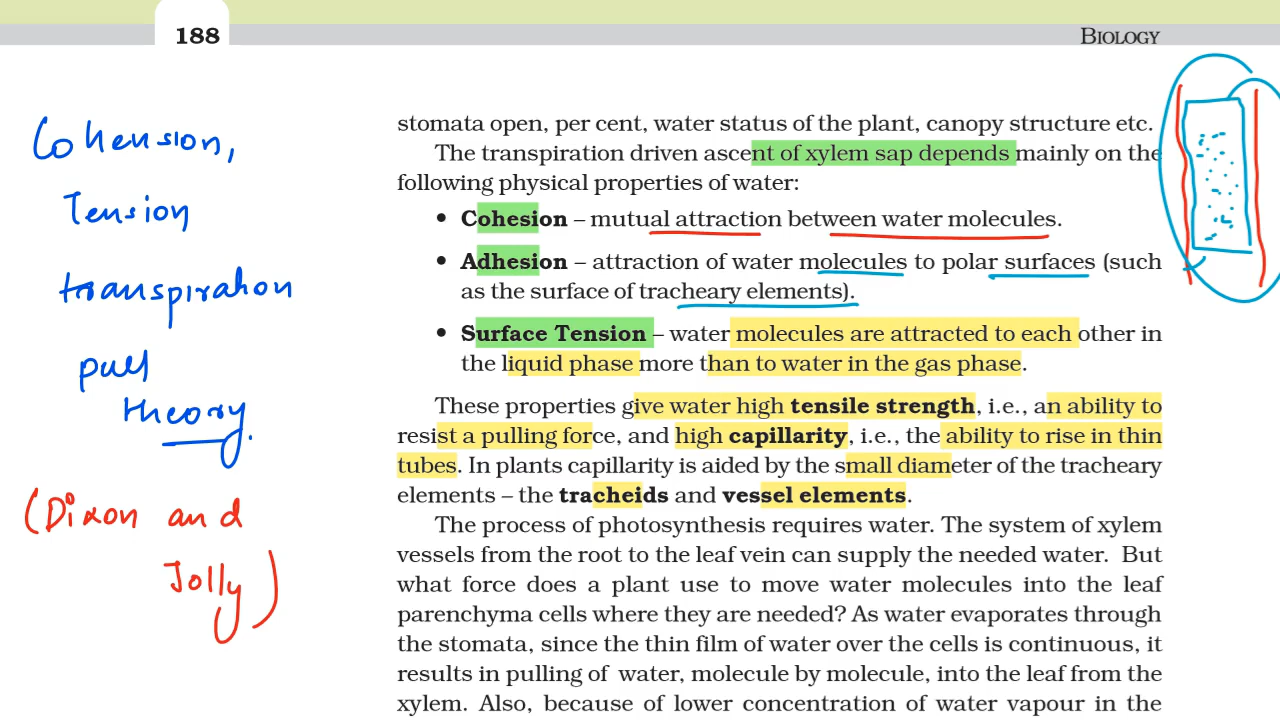 188
BIOLOGY
stomata open, per cent, water status of the plant, canopy structure etc.
The transpiration driven ascent of xylem sap depends mainly on the
following physical properties of water:
• Cohesion – mutual attraction between water molecules.
• Adhesion – attraction of water molecules to polar surfaces (such
as the surface of tracheary elements).
• Surface Tension – water molecules are attracted to each other in
the liquid phase more than to water in the gas phase.
These properties give water high tensile strength, i.e., an ability to
resist a pulling force, and high capillarity, i.e., the ability to rise in thin
tubes. In plants capillarity is aided by the small diameter of the tracheary
elements – the tracheids and vessel elements.
The process of photosynthesis requires water. The system of xylem
vessels from the root to the leaf vein can supply the needed water. But
what force does a plant use to move water molecules into the leaf
parenchyma cells where they are needed? As water evaporates through
the stomata, since the thin film of water over the cells is continuous, it
results in pulling of water, molecule by molecule, into the leaf from the
xylem. Also, because of lower concentration of water vapour in the
Cohension,
Tension
transpiration
pull
theory.
(Dixon and
Jolly)